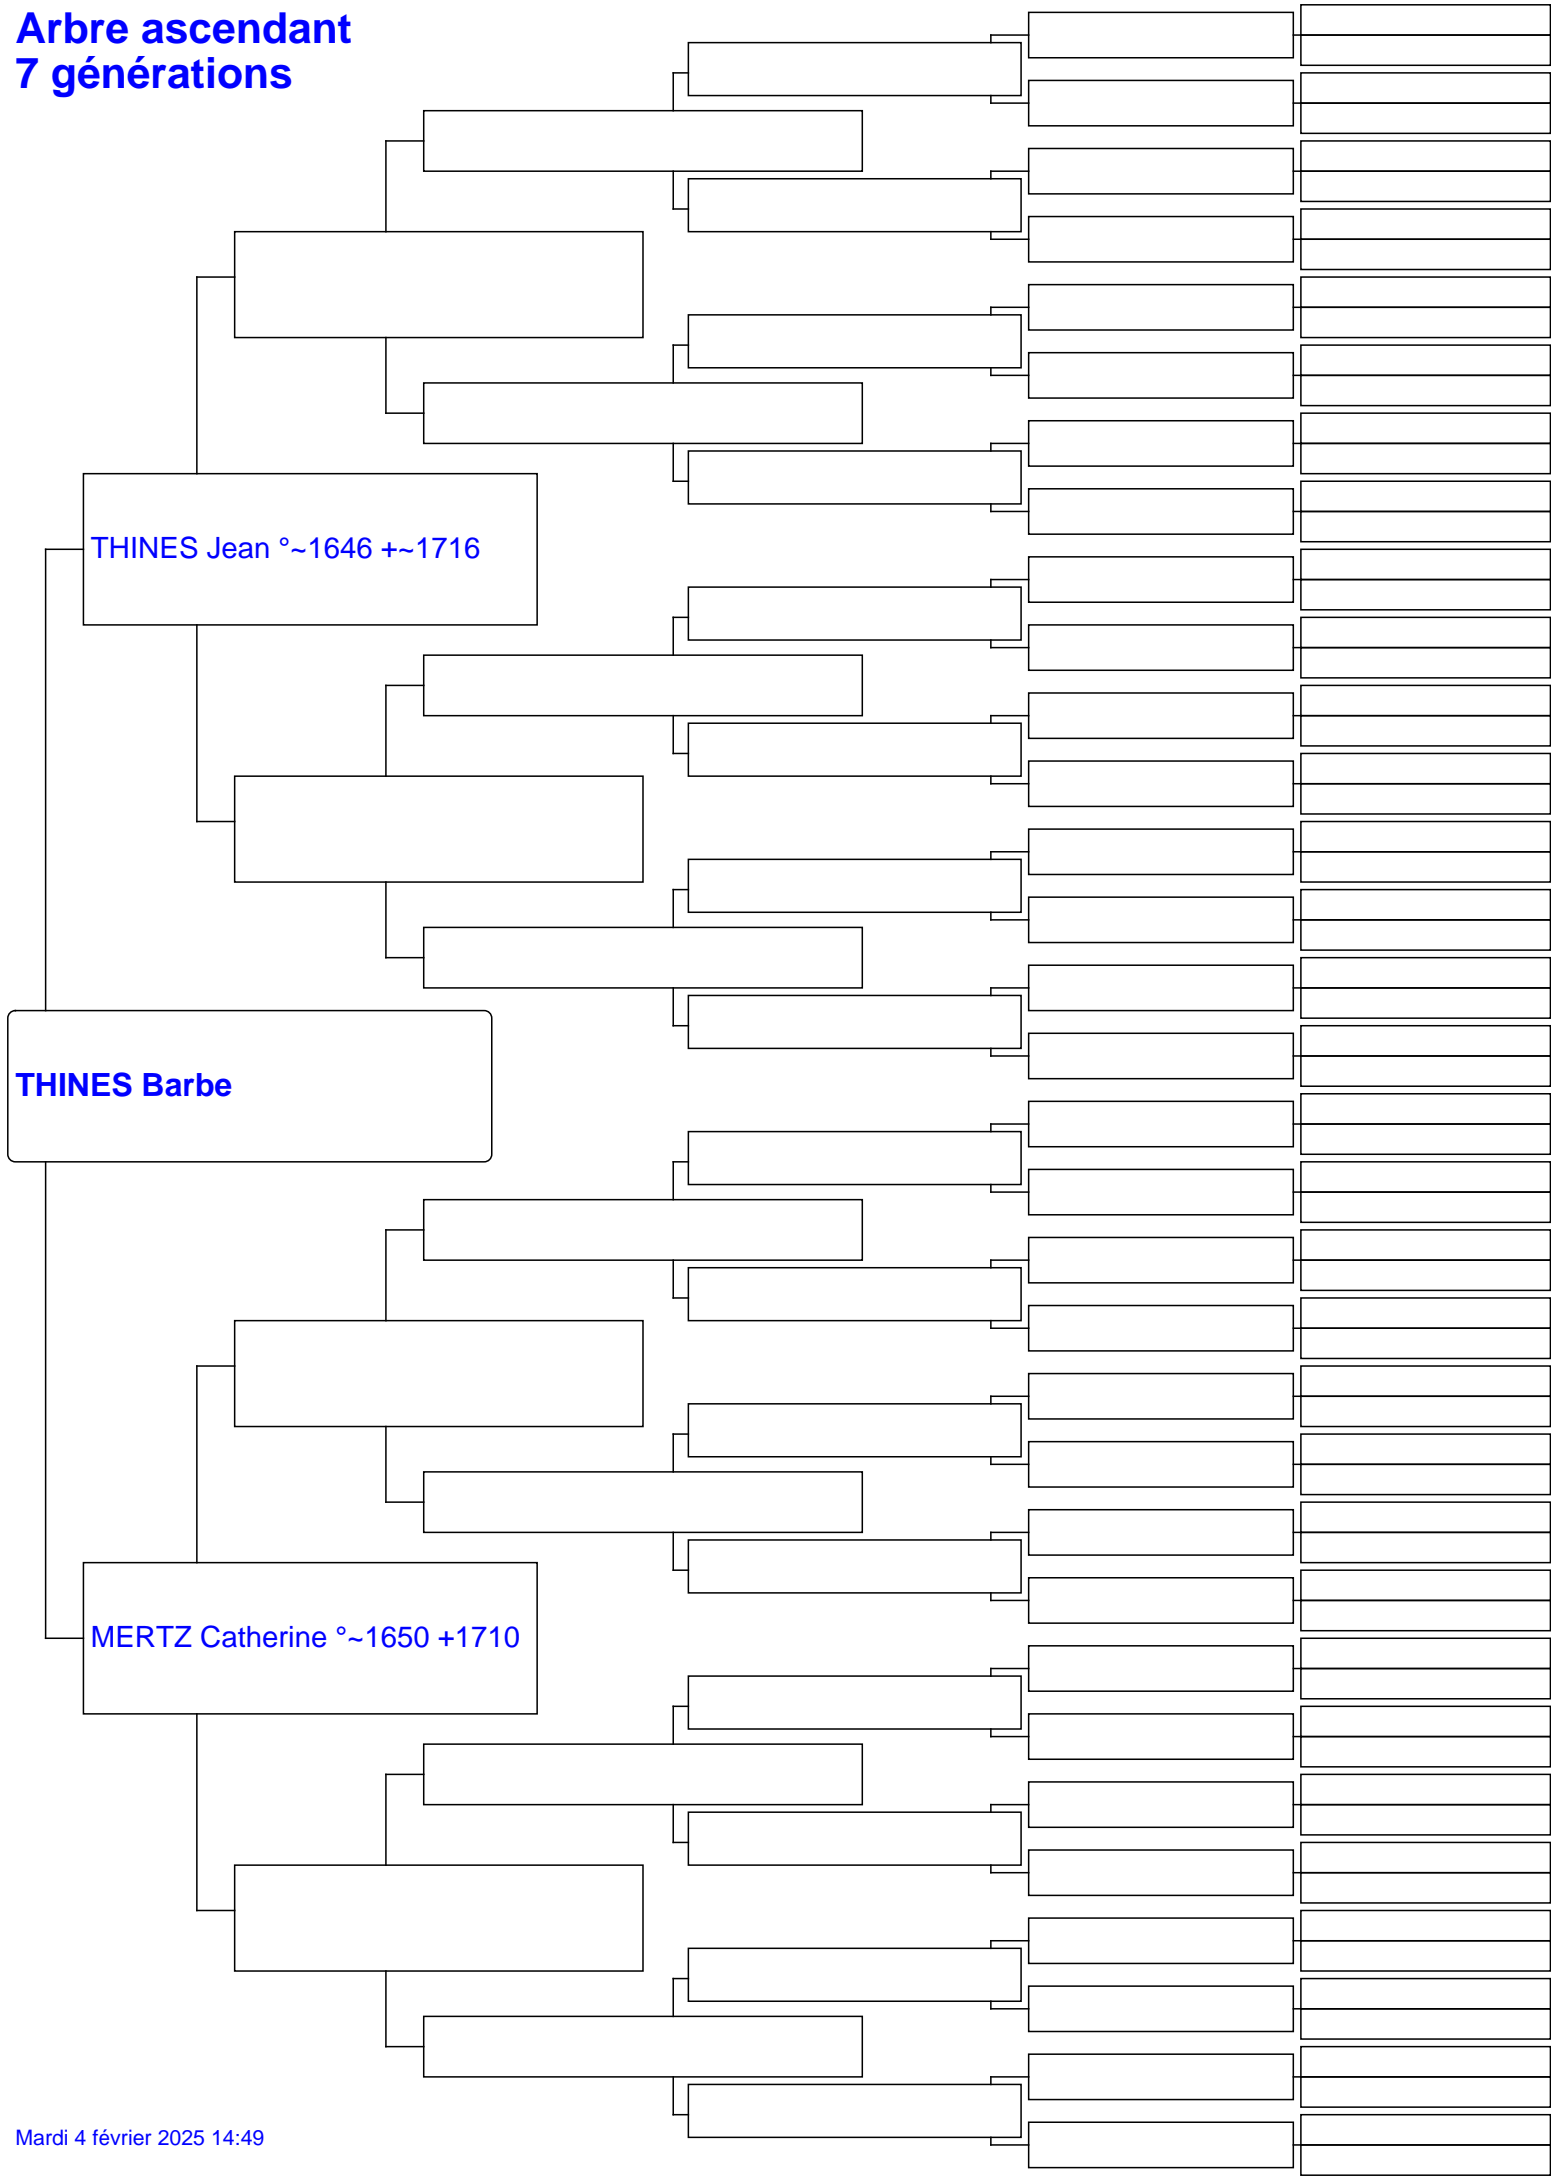 Arbre ascendant
7 générations
THINES Jean °~1646 +~1716
THINES Barbe
MERTZ Catherine °~1650 +1710
Mardi 4 février 2025 14:49